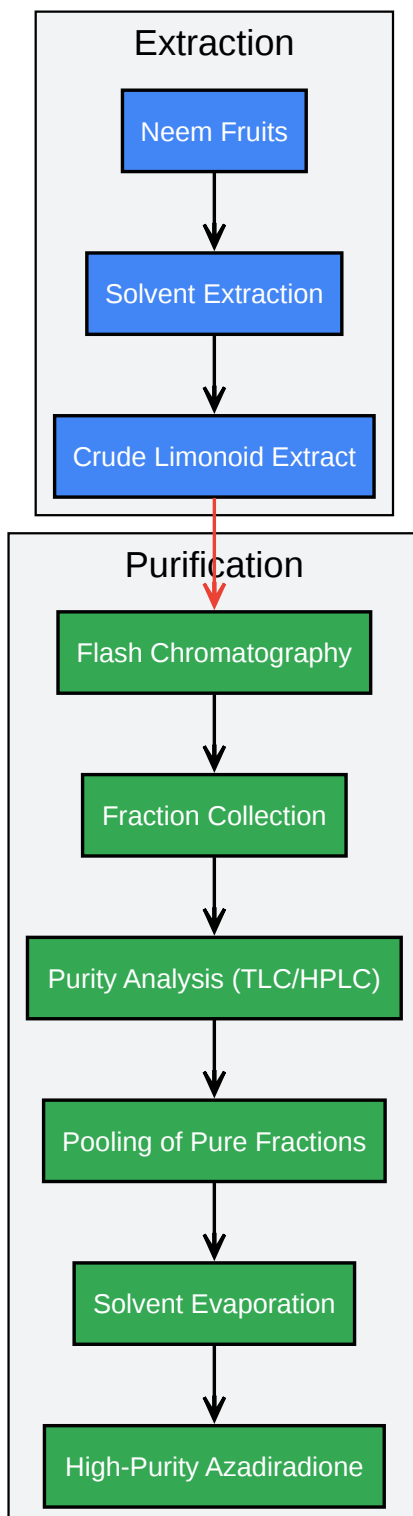 Extraction
Neem Fruits
Solvent Extraction
Crude Limonoid Extract
Purification
Flash Chromatography
Fraction Collection
Purity Analysis (TLC/HPLC)
Pooling of Pure Fractions
Solvent Evaporation
High-Purity Azadiradione